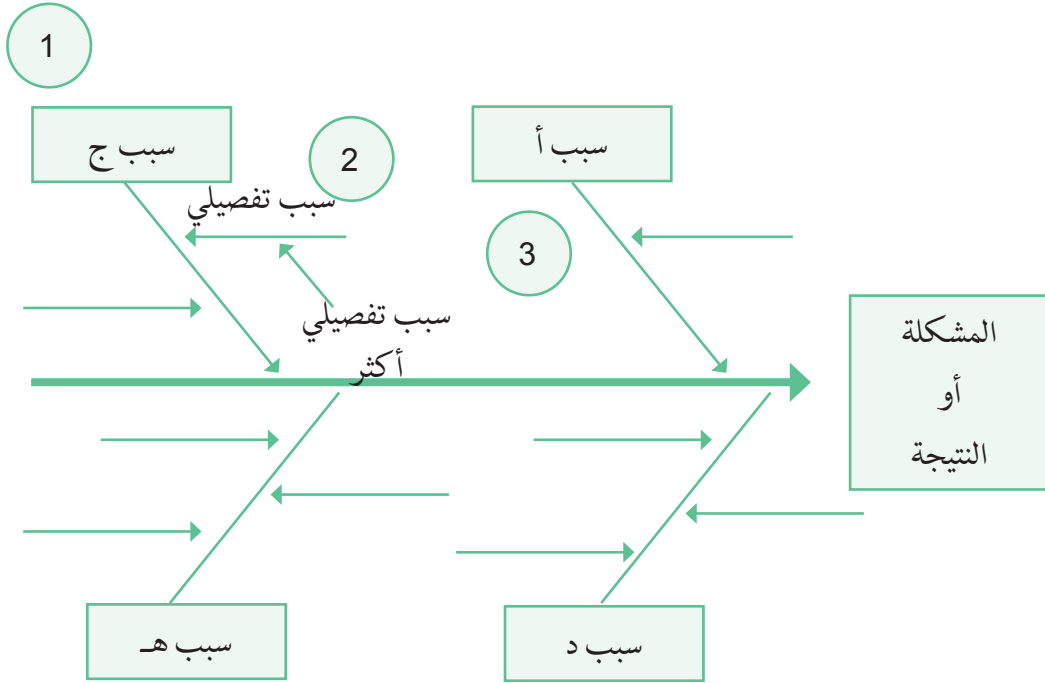 1
سبب أ
سبب ج
2
سبب تفصيلي
3
سبب تفصيلي
أكثر
المشكلة
أو
النتيجة
سبب د
سبب هـ